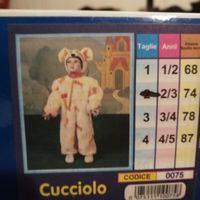 Taglie Anni
1 1/2 68
2/3 74
3 3/4 78
4 4/5 87
CODICE 0075
Cucciolo